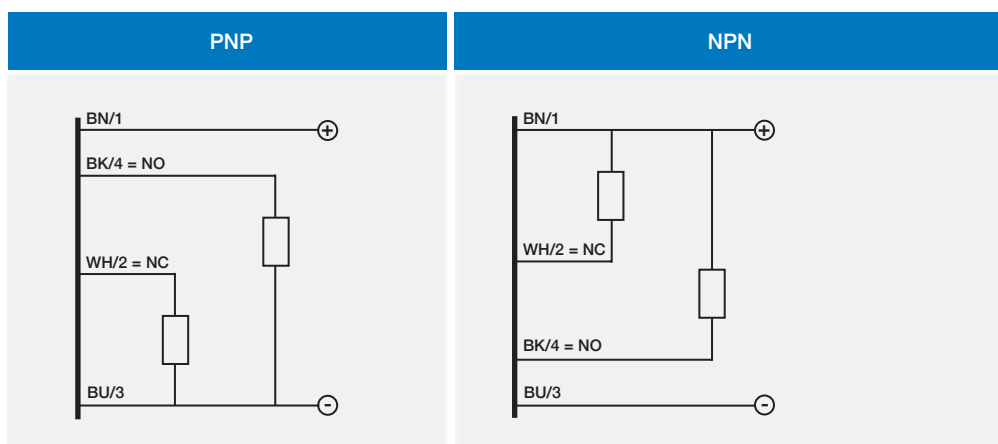 PNP
NPN
BN/1
+
BK/4 = NO
WH/2 = NC
BU/3
-
BN/1
+
WH/2 = NC
BK/4 = NO
BU/3
-